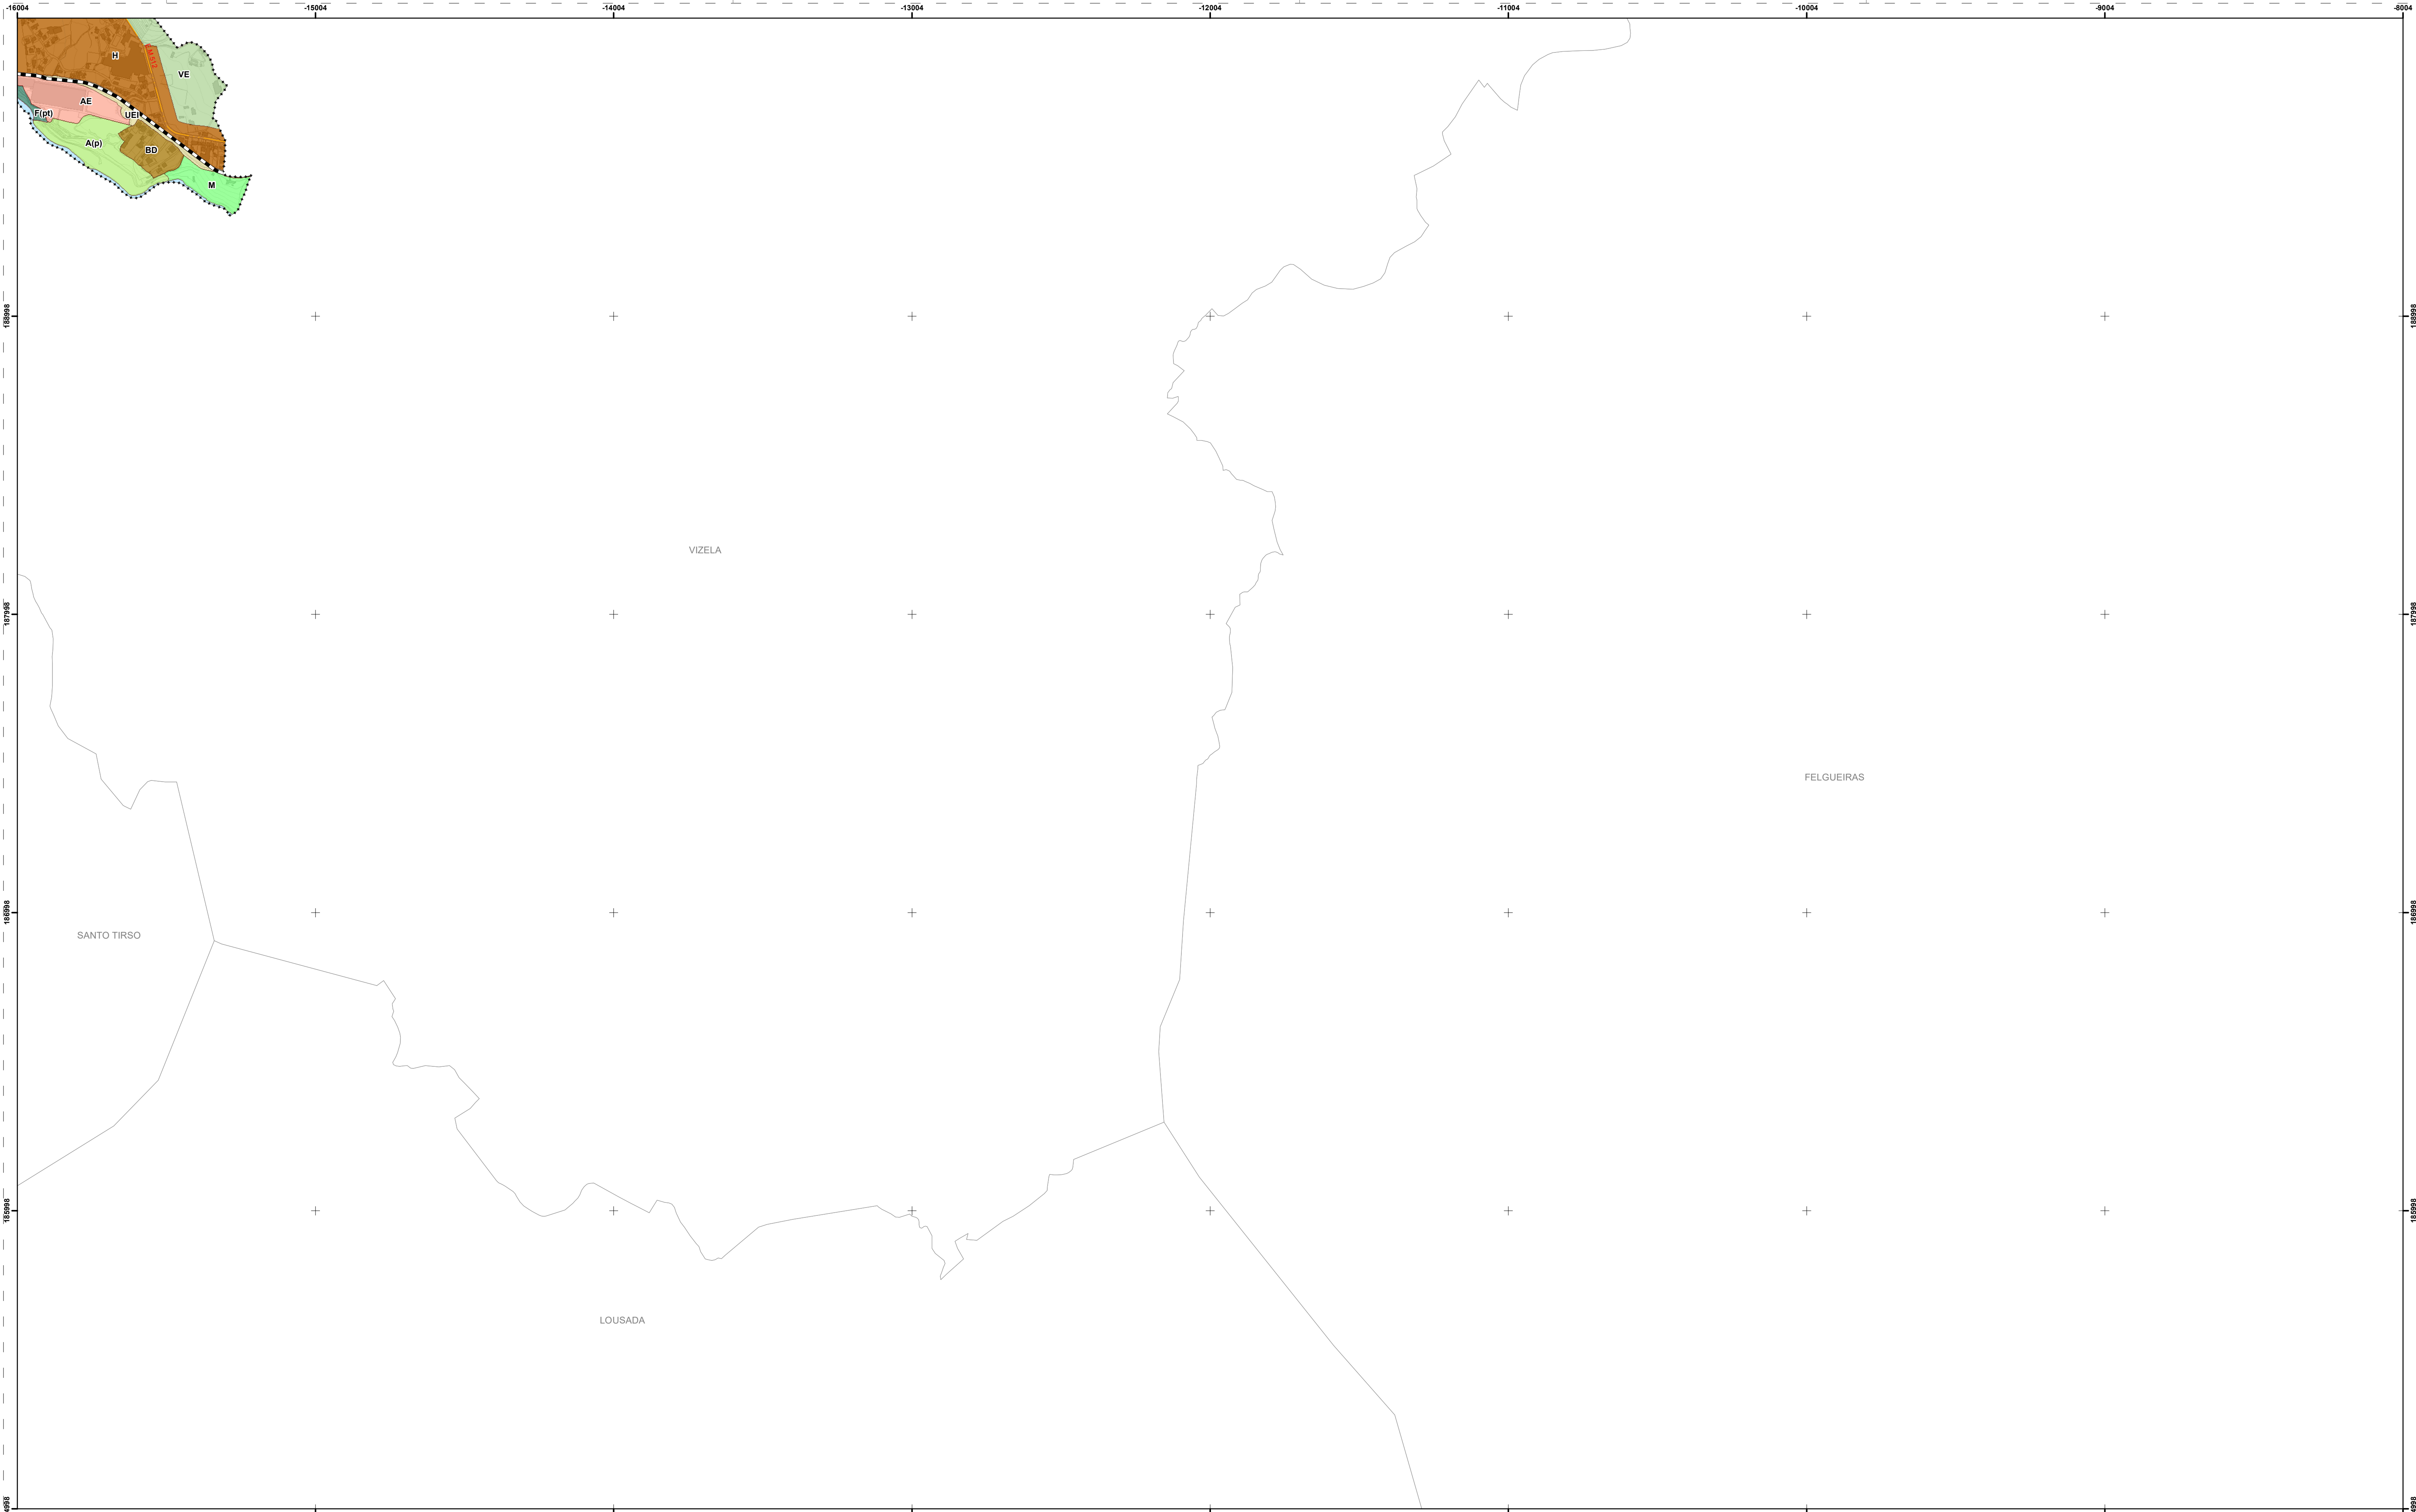 -16004 -15004 -14004 -13004 -12004 -11004 -10004 -9004 -8004
H
VE
AE
F(pt)
UEI
A(p)
BD
M
188998 188998
VIZELA
187998 187998
FELGUEIRAS
186998 186998
SANTO TIRSO
185998 185998
LOUSADA